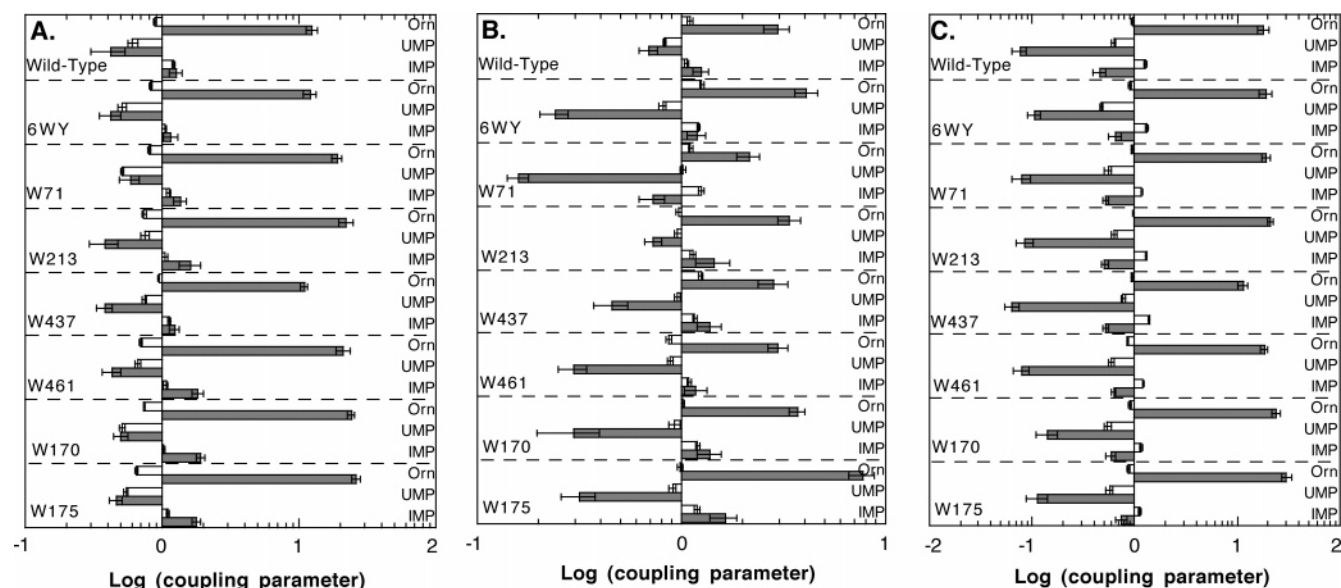 A.
Orn
UMP
Wild-Type
IMP
Orn
UMP
6WY
IMP
Orn
UMP
W71
IMP
Orn
UMP
W213
IMP
Orn
UMP
W437
IMP
Orn
UMP
W461
IMP
Orn
UMP
W170
IMP
Orn
UMP
W175
IMP
-1 0 1 2
Log (coupling parameter)
B.
Orn
UMP
Wild-Type
IMP
Orn
UMP
6WY
IMP
Orn
UMP
W71
IMP
Orn
UMP
W213
IMP
Orn
UMP
W437
IMP
Orn
UMP
W461
IMP
Orn
UMP
W170
IMP
Orn
UMP
W175
IMP
-1 0 1
Log (coupling parameter)
C.
Orn
UMP
Wild-Type
IMP
Orn
UMP
6WY
IMP
Orn
UMP
W71
IMP
Orn
UMP
W213
IMP
Orn
UMP
W437
IMP
Orn
UMP
W461
IMP
Orn
UMP
W170
IMP
Orn
UMP
W175
IMP
-2 -1 0 1 2
Log (coupling parameter)